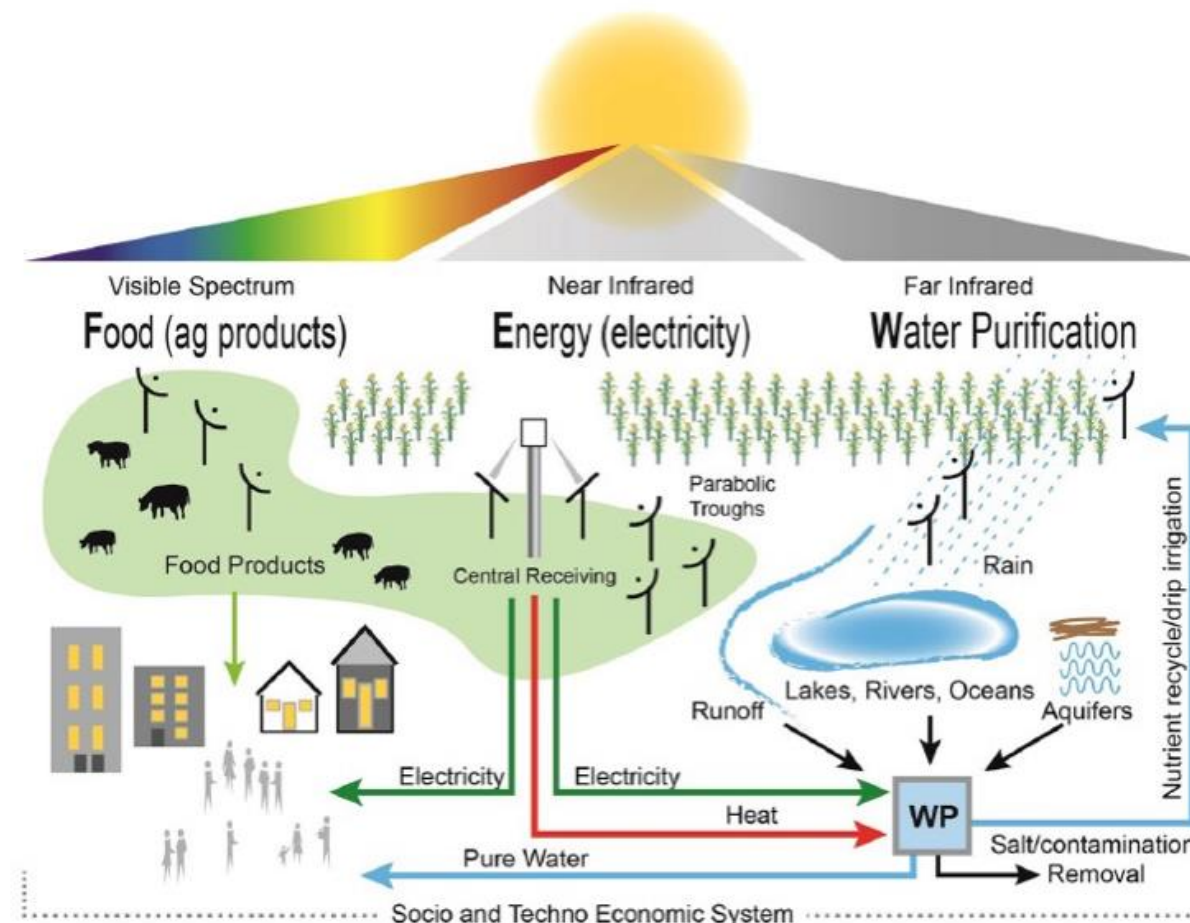 Visible Spectrum
Near Infrared
Far Infrared
Food (ag products)
Energy (electricity)
Water Purification
Parabolic
Troughs
Food Products
Central Receiving
Rain
Nutrient recycle/drip irrigation
Lakes, Rivers, Oceans
Runoff
Aquifers
Electricity
Electricity
WP
Heat
Salt/contamination
Removal
Pure Water
Socio and Techno Economic System